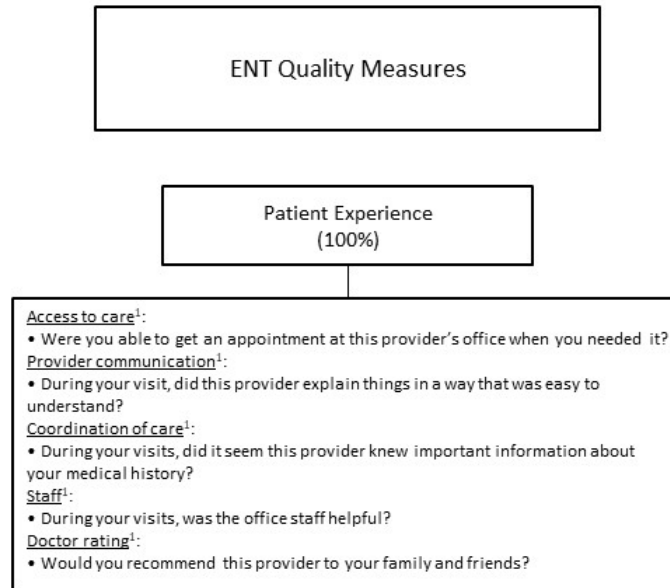 ENT Quality Measures
Patient Experience
(100%)
Access to care¹:
• Were you able to get an appointment at this provider's office when you needed it?
Provider communication¹:
• During your visit, did this provider explain things in a way that was easy to
understand?
Coordination of care¹:
• During your visits, did it seem this provider knew important information about
your medical history?
Staff¹:
• During your visits, was the office staff helpful?
Doctor rating¹:
• Would you recommend this provider to your family and friends?